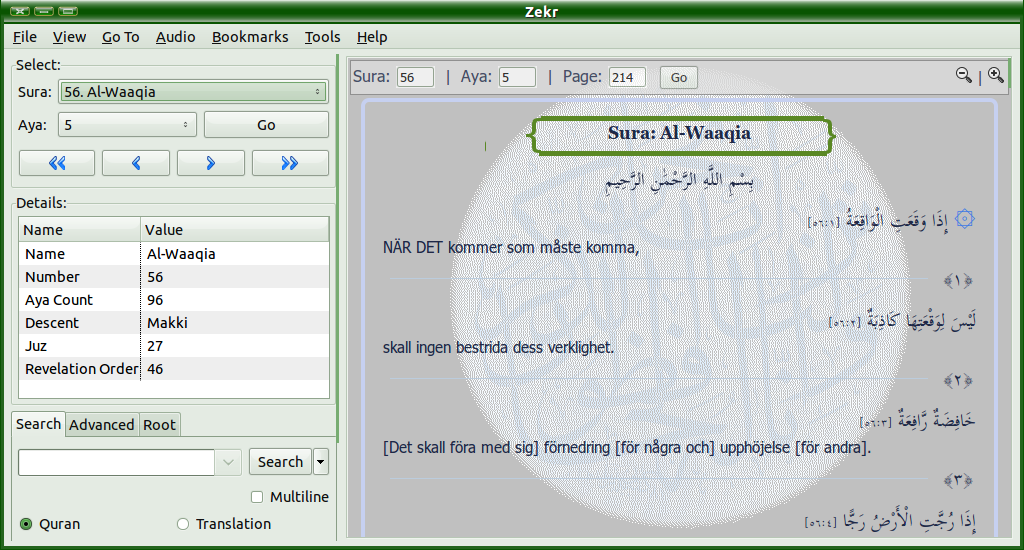 Zekr
File View Go To Audio Bookmarks Tools Help
Select:
Sura: 56. Al-Waaqia
Aya: 5 Go
Details:
Name Value
Name Al-Waaqia
Number 56
Aya Count 96
Descent Makki
Juz 27
Revelation Order 46
Search Advanced Root
Search
Multiline
Quran Translation
Sura: 56 | Aya: 5 | Page: 214 Go |
Sura: Al-Waaqia
بِسْمِ اللَّهِ الرَّحْمَٰنِ الرَّحِيمِ
۞ إِذَا وَقَعَتِ الْوَاقِعَةُ [٥٦:١]
NÄR DET kommer som måste komma,
﴿١﴾
لَيْسَ لِوَقْعَتِهَا كَاذِبَةٌ [٥٦:٢]
skall ingen bestrida dess verklighet.
﴿٢﴾
خَافِضَةٌ رَّافِعَةٌ [٥٦:٣]
[Det skall föra med sig] förnedring [för några och] upphöjelse [för andra].
﴿٣﴾
إِذَا رُجَّتِ الْأَرْضُ رَجًّا [٥٦:٤]